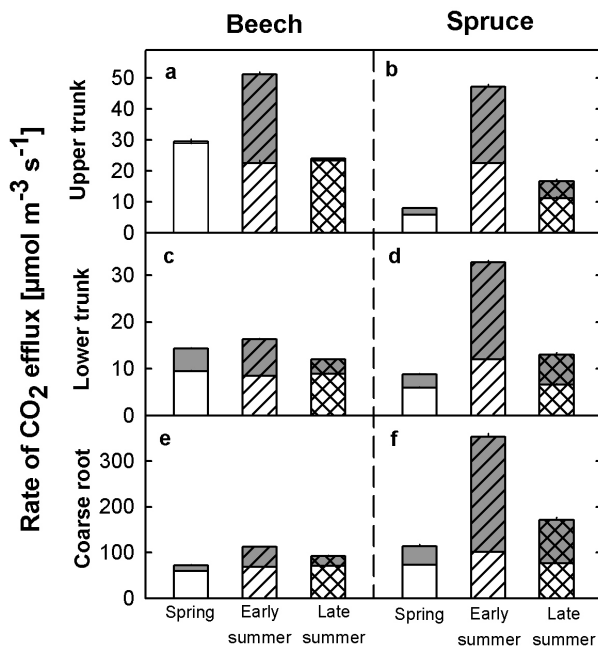 Beech Spruce
Rate of CO2 efflux [µmol m-3 s-1]
Upper trunk
a
b
50
40
30
20
10
0
Lower trunk
c
d
30
20
10
0
Coarse root
e
f
300
200
100
0
Spring Early Late Spring Early Late
summer summer summer summer